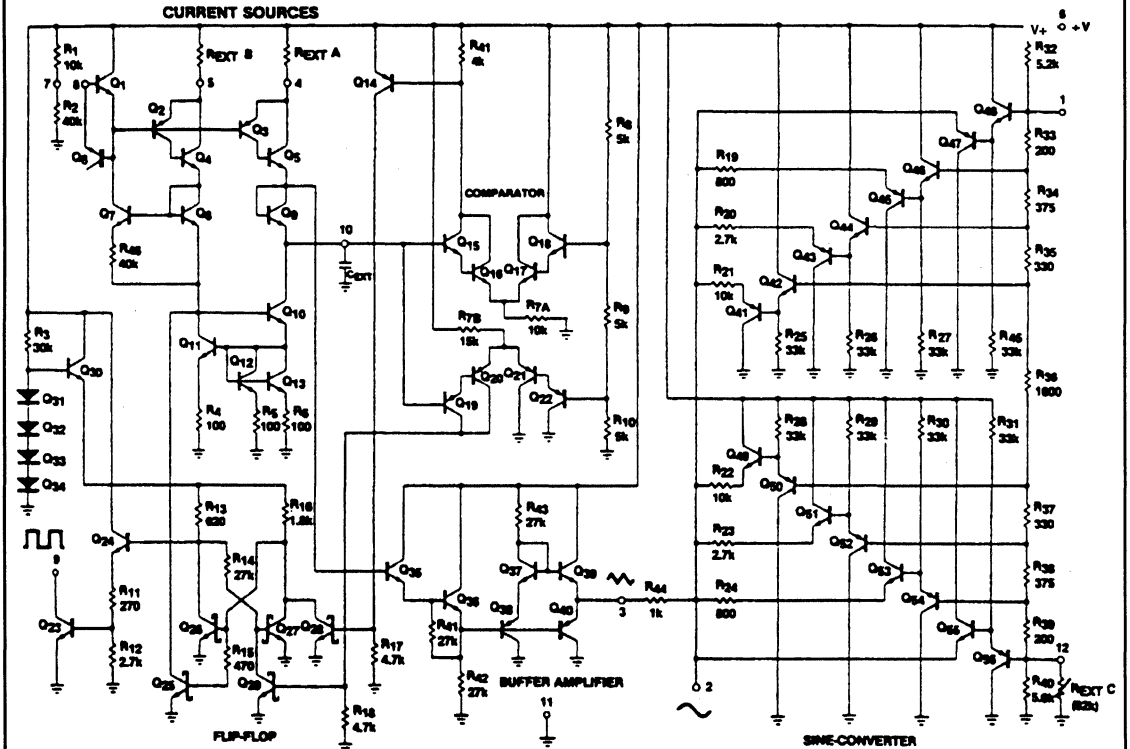 CURRENT SOURCES
6
V+
+V
R1
10k
REXT B
REXT A
R41
4k
R32
5.2k
7
8
Q1
5
4
Q14
R2
40k
Q2
Q3
R8
5k
Q48
1
Q47
R33
200
Q4
Q5
R19
800
Q46
COMPARATOR
Q45
R34
375
Q7
Q6
Q9
R20
2.7k
Q44
10
Q15
Q18
R46
40k
CEXT
Q16
Q17
Q43
R35
330
R21
10k
Q42
R7A
10k
R9
5k
Q41
Q10
R7B
15k
R3
30k
Q11
R25
33k
R26
33k
R27
33k
R45
33k
Q30
Q12
Q13
Q20
Q21
R36
1800
Q31
Q19
Q22
R4
100
R5
100
R6
100
R10
5k
Q32
R28
33k
R29
33k
R30
33k
R31
33k
Q33
Q49
Q34
R22
10k
Q50
R13
620
R16
1.8k
R43
27k
Q51
R37
330
Q24
R23
2.7k
Q52
9
R14
27k
Q35
Q37
Q39
Q53
R38
375
R11
270
R44
1k
R24
800
Q36
3
Q54
Q38
Q40
Q23
Q26
Q27
Q28
R41
27k
R39
200
R12
2.7k
R15
470
R17
4.7k
Q55
12
Q56
Q25
Q29
R42
27k
BUFFER AMPLIFIER
2
R40
5.6k
REXT C
(82k)
11
R18
4.7k
FLIP-FLOP
SINE-CONVERTER